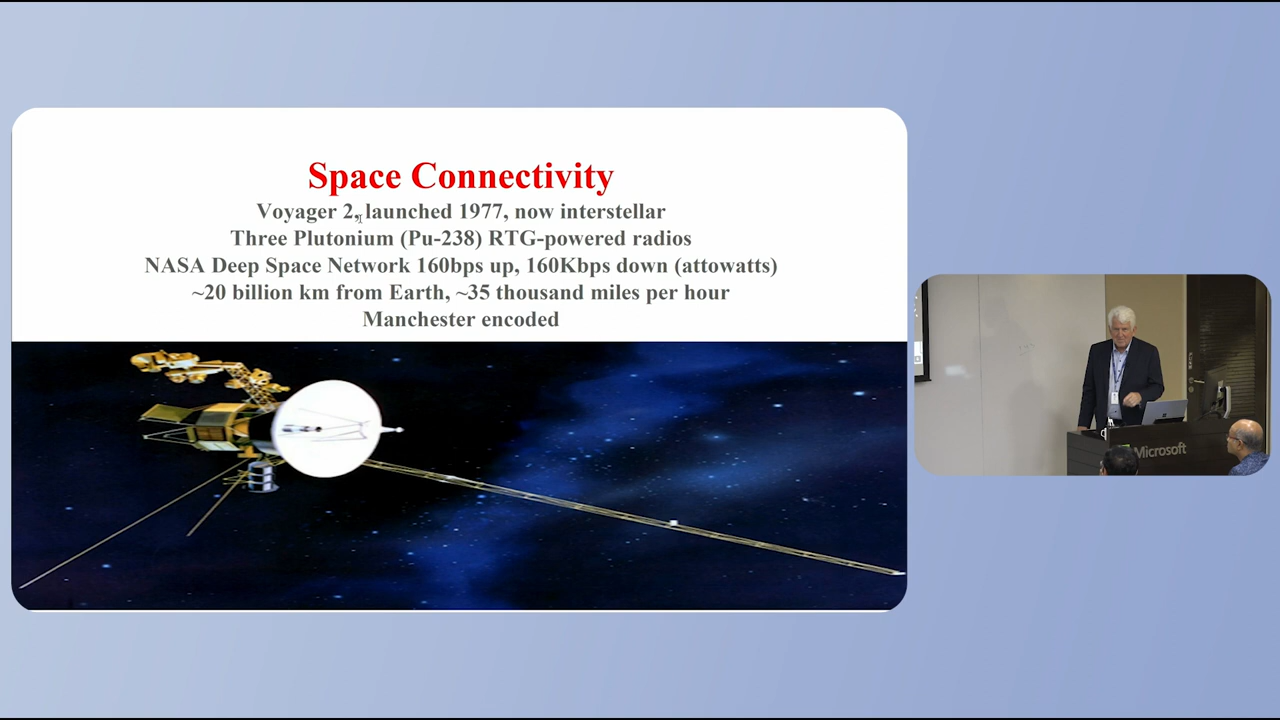 Space Connectivity
Voyager 2, launched 1977, now interstellar
Three Plutonium (Pu-238) RTG-powered radios
NASA Deep Space Network 160bps up, 160Kbps down (attowatts)
~20 billion km from Earth, ~35 thousand miles per hour
Manchester encoded
Microsoft